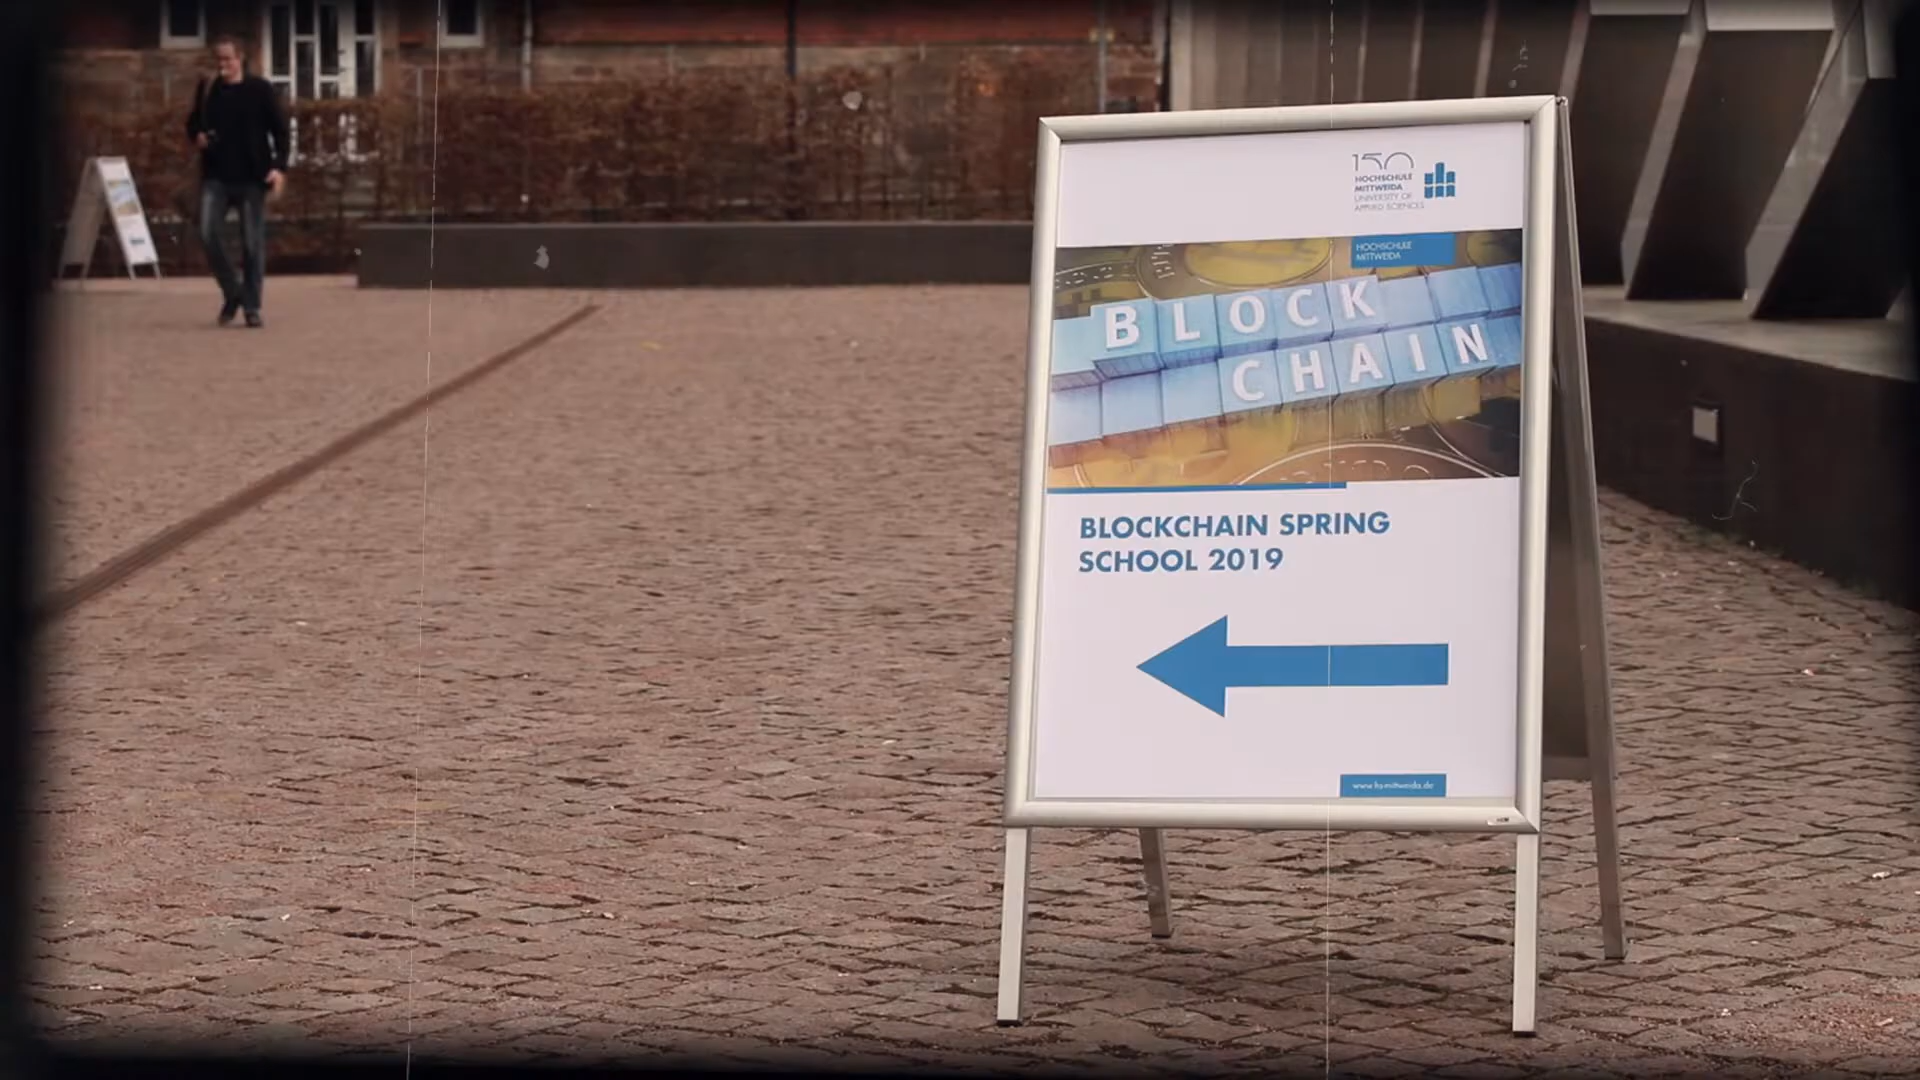 150
HOCHSCHULE
MITTWEIDA
UNIVERSITY OF
APPLIED SCIENCES
HOCHSCHULE
MITTWEIDA
BLOCK
CHAIN
BLOCKCHAIN SPRING
SCHOOL 2019
www.hs-mittweida.de